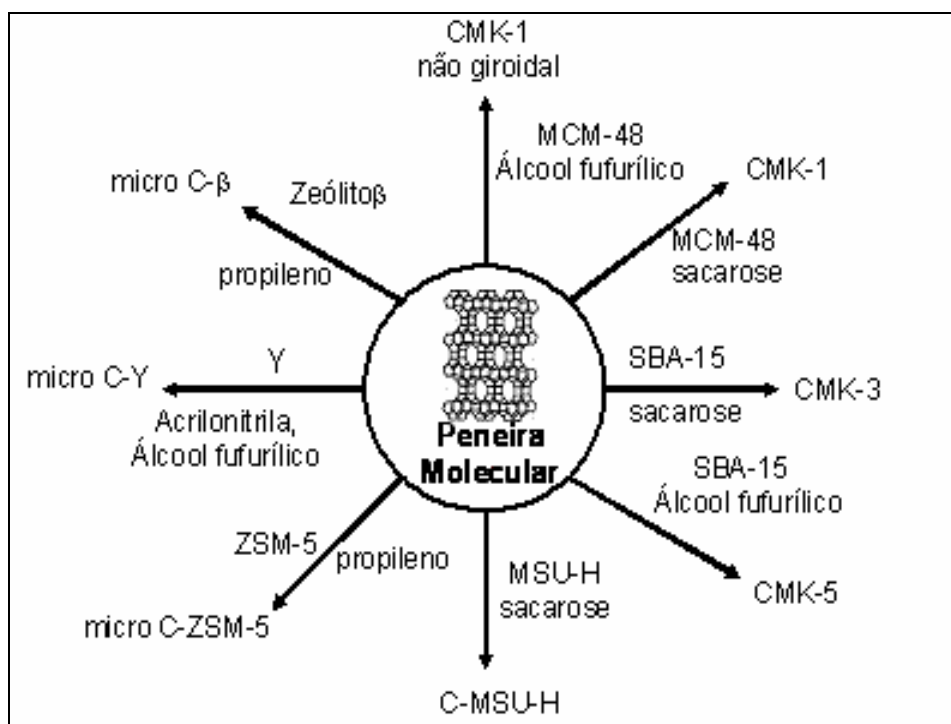 CMK-1
não giroidal
MCM-48
Álcool fufurílico
CMK-1
MCM-48
sacarose
SBA-15
sacarose
CMK-3
SBA-15
Álcool fufurílico
CMK-5
MSU-H
sacarose
C-MSU-H
ZSM-5
propileno
micro C-ZSM-5
Y
micro C-Y
Acrilonitrila,
Álcool fufurílico
micro C-β
Zeólitoβ
propileno
Peneira
Molecular